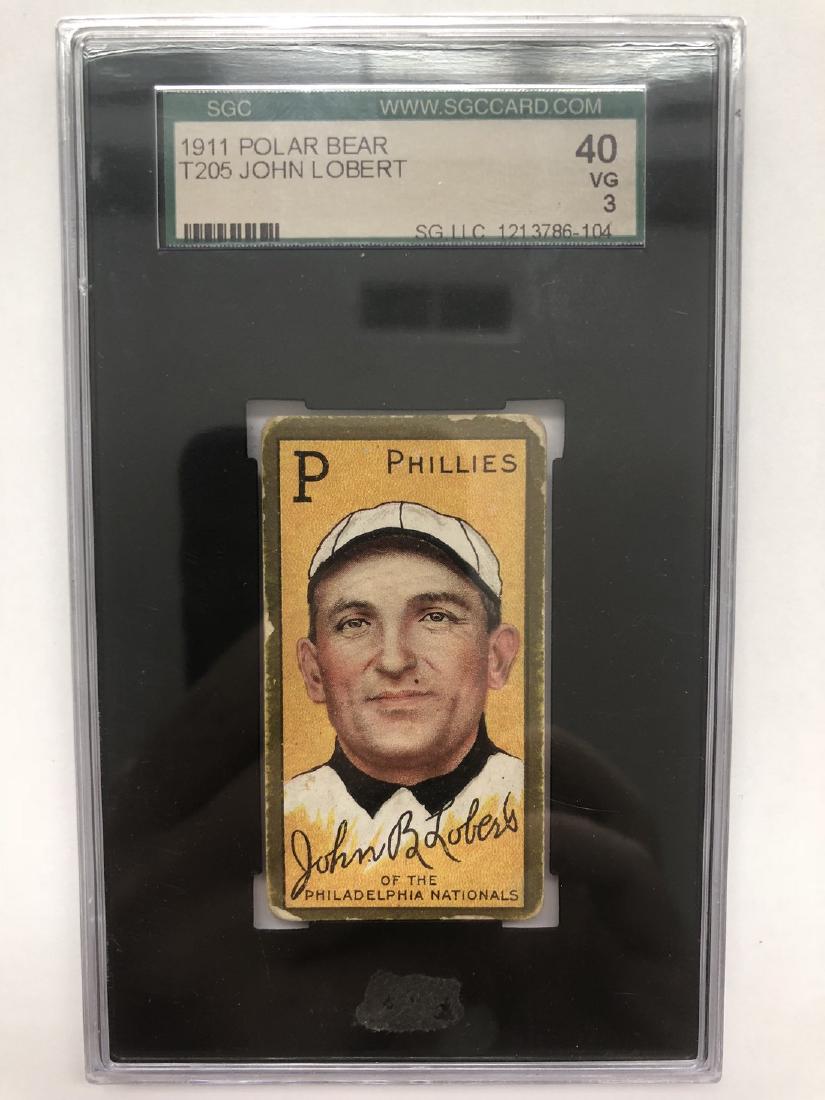 SGC WWW.SGCCARD.COM
1911 POLAR BEAR 40
T205 JOHN LOBERT VG
3
SG LLC 1213786-104
P PHILLIES
John B Lobert
OF THE
PHILADELPHIA NATIONALS